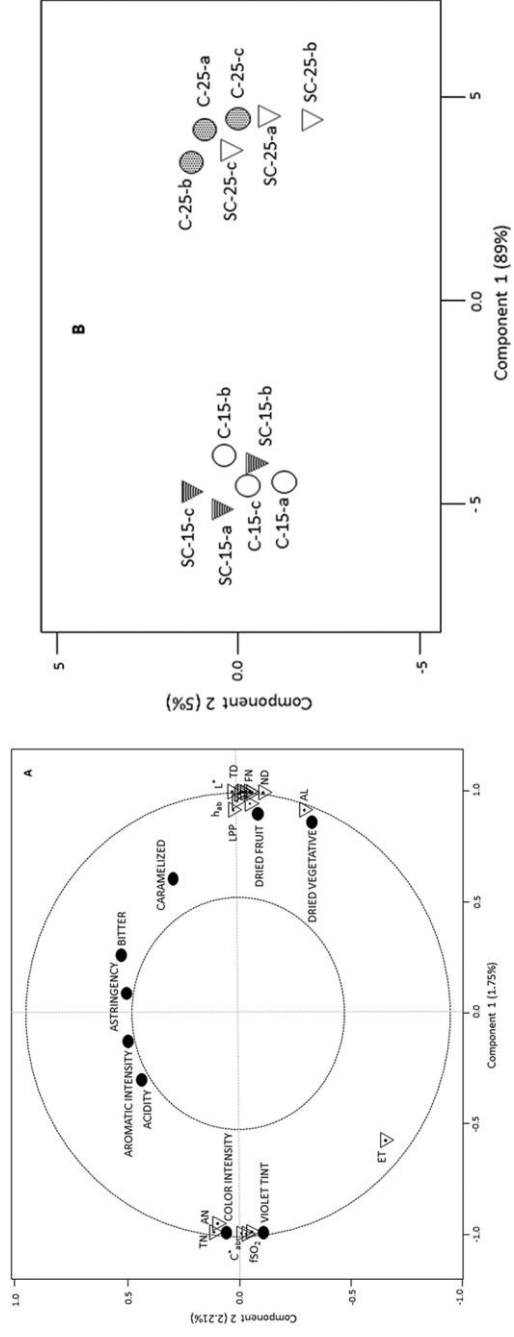 A
1.0
0.5
0.0
-0.5
-1.0
Component 2 (2.21%)
L*
TD
FN
ND
hab
LPP
AL
DRIED FRUIT
DRIED VEGETATIVE
CARAMELIZED
BITTER
ASTRINGENCY
AROMATIC INTENSITY
ACIDITY
COLOR INTENSITY
VIOLET TINT
TN
AN
C*ab
fSO2
ET
-1.0
-0.5
0.0
0.5
1.0
Component 1 (1.75%)
B
5
0.0
-5
Component 2 (5%)
C-25-b
C-25-a
C-25-c
SC-25-c
SC-25-a
SC-25-b
SC-15-c
SC-15-a
C-15-b
C-15-c
SC-15-b
C-15-a
-5
0.0
5
Component 1 (89%)